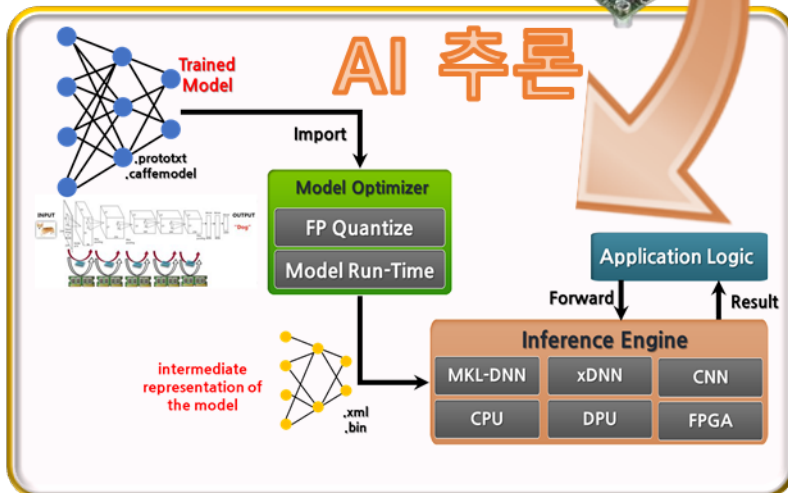 AI 추론
Trained
Model
.prototxt
.caffemodel
Import
INPUT
OUTPUT
"Dog"
Model Optimizer
FP Quantize
Model Run-Time
Application Logic
Forward
Result
intermediate
representation of
the model
.xml
.bin
Inference Engine
MKL-DNN
xDNN
CNN
CPU
DPU
FPGA